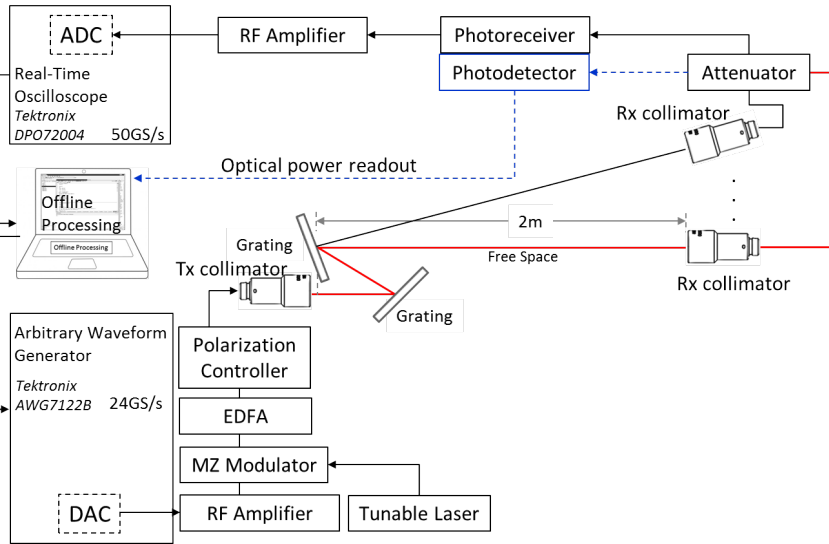 ADC
RF Amplifier
Photoreceiver
Photodetector
Attenuator
Real-Time
Oscilloscope
Tektronix
DPO72004 50GS/s
Rx collimator
Optical power readout
Offline
Processing
Offline Processing
2m
Grating
Free Space
Tx collimator
Rx collimator
Grating
Arbitrary Waveform
Generator
Tektronix
AWG7122B 24GS/s
Polarization
Controller
EDFA
MZ Modulator
DAC
RF Amplifier
Tunable Laser